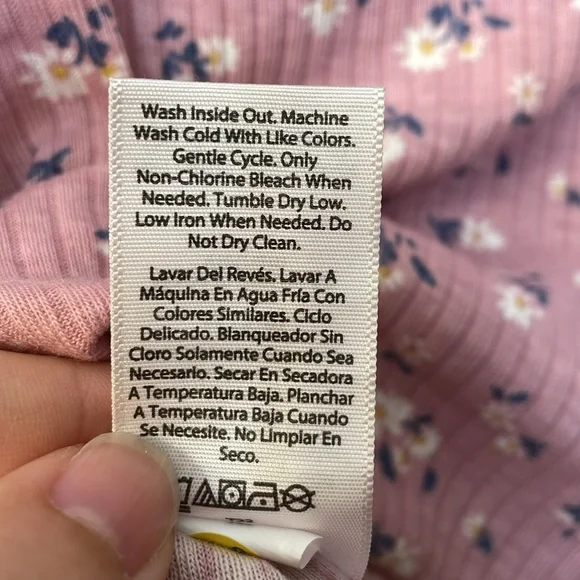 Wash Inside Out. Machine
Wash Cold With Like Colors.
Gentle Cycle. Only
Non-Chlorine Bleach When
Needed. Tumble Dry Low.
Low Iron When Needed. Do
Not Dry Clean.
Lavar Del Revés. Lavar A
Máquina En Agua Fría Con
Colores Similares. Ciclo
Delicado. Blanqueador Sin
Cloro Solamente Cuando Sea
Necesario. Secar En Secadora
A Temperatura Baja. Planchar
A Temperatura Baja Cuando
Se Necesite. No Limpiar En
Seco.